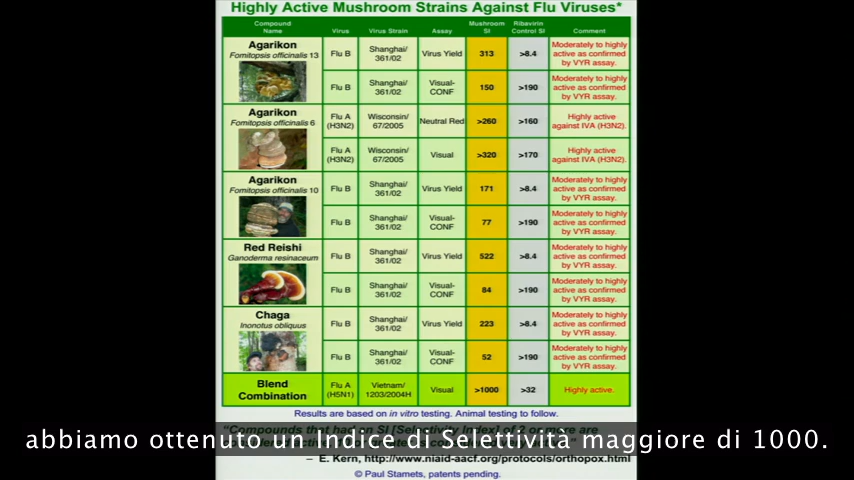 Highly Active Mushroom Strains Against Flu Viruses*
Compound Name Virus Virus Strain Assay Mushroom SI Ribavirin Control SI Comment
Agarikon
Fomitopsis officinalis 13
Flu B Shanghai/ 361/02 Virus Yield 313 >8.4 Moderately to highly active as confirmed by VYR assay.
Flu B Shanghai/ 361/02 Visual-CONF 150 >190 Moderately to highly active as confirmed by VYR assay.
Agarikon
Fomitopsis officinalis 6
Flu A (H3N2) Wisconsin/ 67/2005 Neutral Red >260 >160 Highly active against IVA (H3N2).
Flu A (H3N2) Wisconsin/ 67/2005 Visual >320 >170 Highly active against IVA (H3N2).
Agarikon
Fomitopsis officinalis 10
Flu B Shanghai/ 361/02 Virus Yield 171 >8.4 Moderately to highly active as confirmed by VYR assay.
Flu B Shanghai/ 361/02 Visual-CONF 77 >190 Moderately to highly active as confirmed by VYR assay.
Red Reishi
Ganoderma resinaceum
Flu B Shanghai/ 361/02 Virus Yield 522 >8.4 Moderately to highly active as confirmed by VYR assay.
Flu B Shanghai/ 361/02 Visual-CONF 84 >190 Moderately to highly active as confirmed by VYR assay.
Chaga
Inonotus obliquus
Flu B Shanghai/ 361/02 Virus Yield 223 >8.4 Moderately to highly active as confirmed by VYR assay.
Flu B Shanghai/ 361/02 Visual-CONF 52 >190 Moderately to highly active as confirmed by VYR assay.
Blend Combination Flu A (H5N1) Vietnam/ 1203/2004H Visual >1000 >32 Highly active.
Results are based on in vitro testing. Animal testing to follow.
"Compounds that had an SI [Selectivity Index] of 2 or more are
abbiamo ottenuto un Indice di Selettività maggiore di 1000.
– E. Kern, http://www.niaid-aacf.org/protocols/orthopox.html
© Paul Stamets, patents pending.